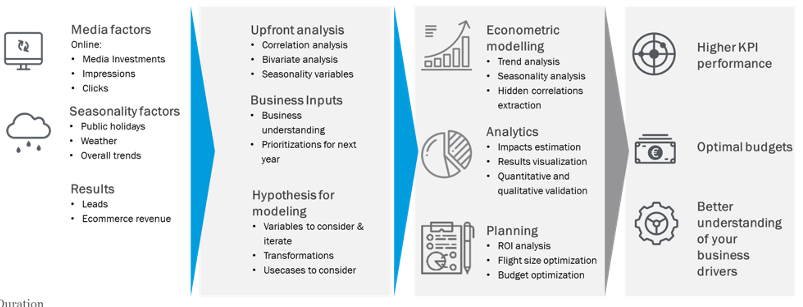 Media factors
Online:
• Media Investments
• Impressions
• Clicks
Seasonality factors
• Public holidays
• Weather
• Overall trends
Results
• Leads
• Ecommerce revenue
Upfront analysis
• Correlation analysis
• Bivariate analysis
• Seasonality variables
Business Inputs
• Business
understanding
• Prioritizations for next
year
Hypothesis for
modeling
• Variables to consider &
iterate
• Transformations
• Usecases to consider
Econometric
modelling
• Trend analysis
• Seasonality analysis
• Hidden correlations
extraction
Analytics
• Impacts estimation
• Results visualization
• Quantitative and
qualitative validation
Planning
• ROI analysis
• Flight size optimization
• Budget optimization
Higher KPI
performance
€
Optimal budgets
Better
understanding
of your
business
drivers
Duration